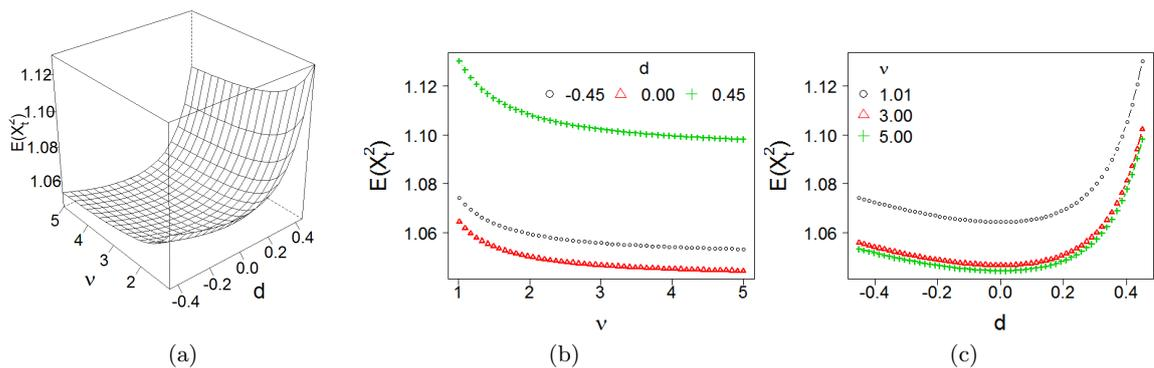 E(X_t^2)
1.12
1.10
1.08
1.06
5
4
3
2
ν
-0.4
-0.2
0.0
0.2
0.4
d
(a)
E(X_t^2)
1.12
1.10
1.08
1.06
d
-0.45 0.00 0.45
1 2 3 4 5
ν
(b)
E(X_t^2)
1.12
1.10
1.08
1.06
ν
1.01
3.00
5.00
-0.4 -0.2 0.0 0.2 0.4
d
(c)